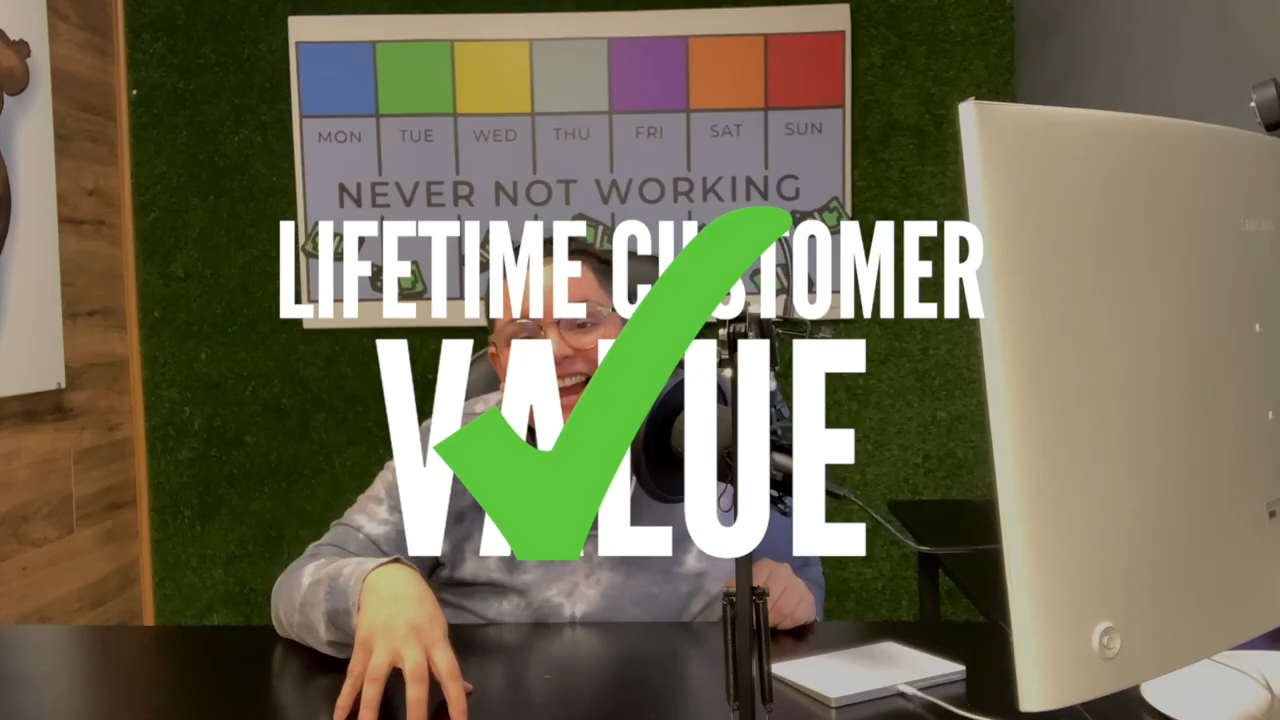 MON TUE WED THU FRI SAT SUN
NEVER NOT WORKING
LIFETIME CUSTOMER
VALUE